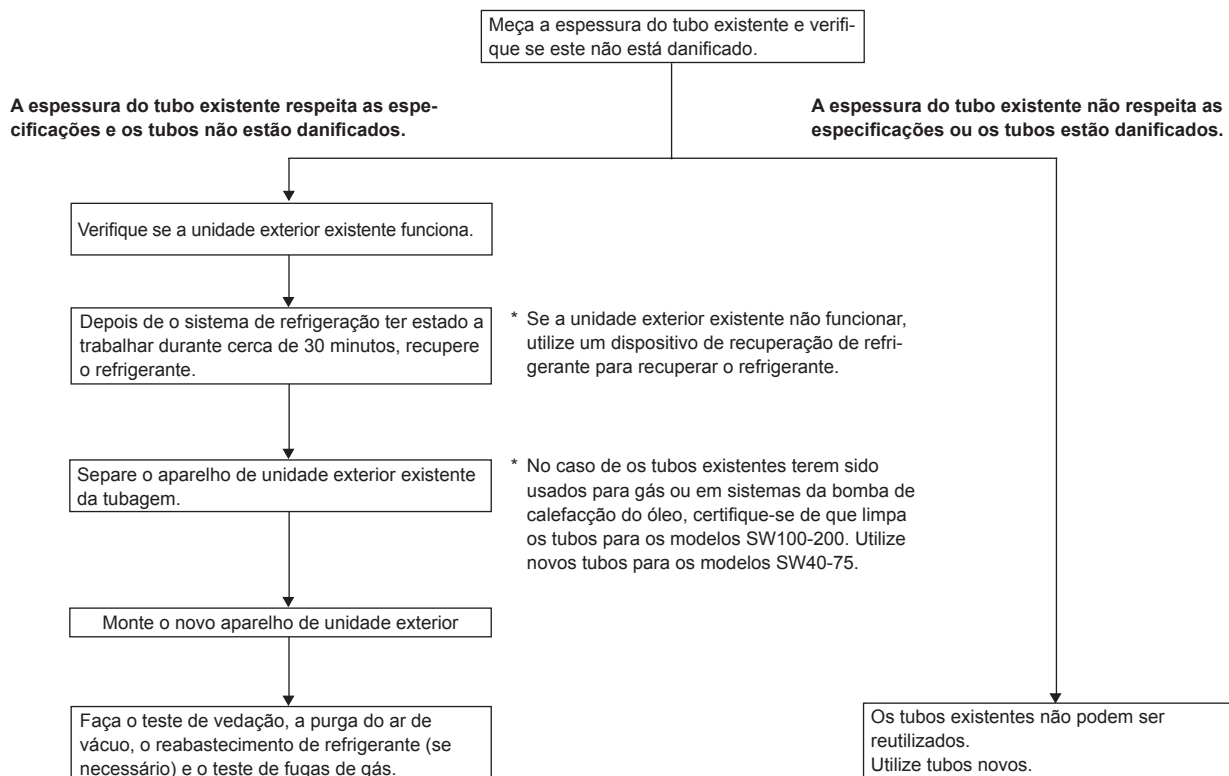 Meça a espessura do tubo existente e verifi-
que se este não está danificado.
A espessura do tubo existente respeita as espe-
cificações e os tubos não estão danificados.
A espessura do tubo existente não respeita as
especificações ou os tubos estão danificados.
Verifique se a unidade exterior existente funciona.
Depois de o sistema de refrigeração ter estado a
trabalhar durante cerca de 30 minutos, recupere
o refrigerante.
* Se a unidade exterior existente não funcionar,
utilize um dispositivo de recuperação de refri-
gerante para recuperar o refrigerante.
Separe o aparelho de unidade exterior existente
da tubagem.
* No caso de os tubos existentes terem sido
usados para gás ou em sistemas da bomba de
calefacção do óleo, certifique-se de que limpa
os tubos para os modelos SW100-200. Utilize
novos tubos para os modelos SW40-75.
Monte o novo aparelho de unidade exterior
Faça o teste de vedação, a purga do ar de
vácuo, o reabastecimento de refrigerante (se
necessário) e o teste de fugas de gás.
Os tubos existentes não podem ser
reutilizados.
Utilize tubos novos.